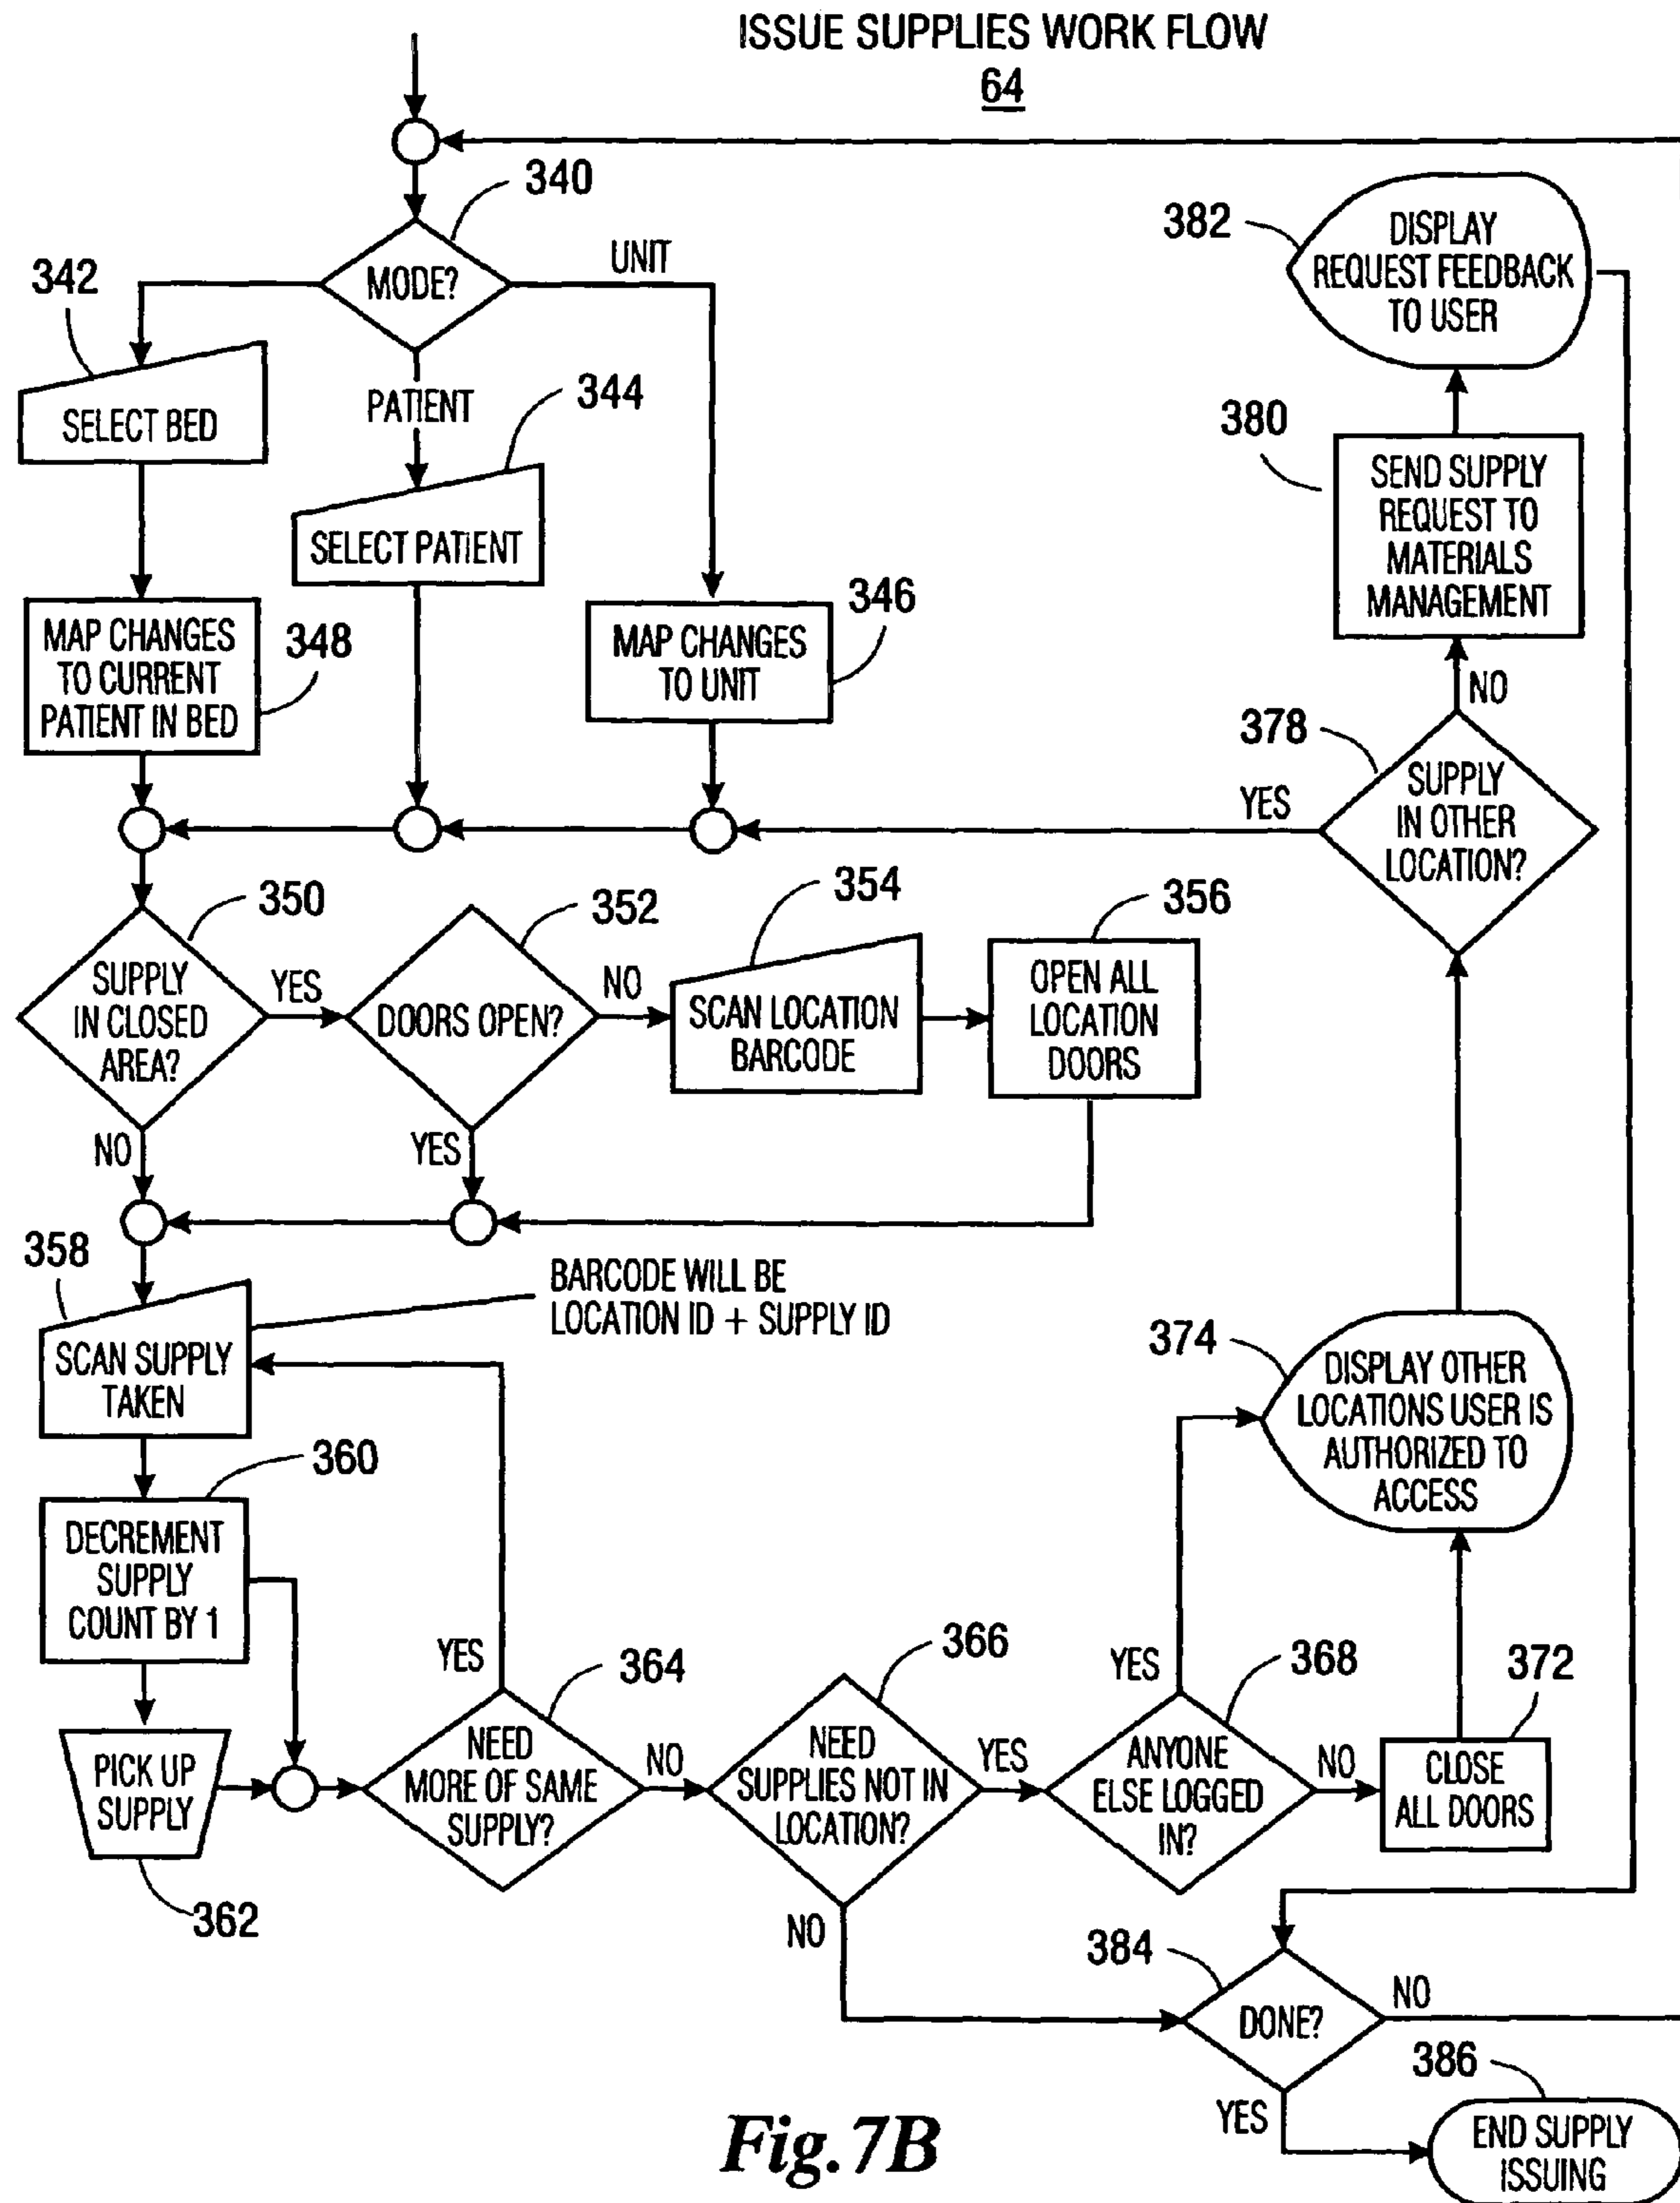 ISSUE SUPPLIES WORK FLOW
64
340
MODE?
UNIT
342
SELECT BED
PATIENT
344
SELECT PATIENT
382
DISPLAY
REQUEST FEEDBACK
TO USER
380
SEND SUPPLY
REQUEST TO
MATERIALS
MANAGEMENT
MAP CHANGES
TO CURRENT
PATIENT IN BED
348
MAP CHANGES
TO UNIT
346
NO
378
SUPPLY
IN OTHER
LOCATION?
YES
350
SUPPLY
IN CLOSED
AREA?
YES
352
DOORS OPEN?
NO
354
SCAN LOCATION
BARCODE
356
OPEN ALL
LOCATION
DOORS
NO
YES
358
SCAN SUPPLY
TAKEN
BARCODE WILL BE
LOCATION ID + SUPPLY ID
374
DISPLAY OTHER
LOCATIONS USER IS
AUTHORIZED TO
ACCESS
360
DECREMENT
SUPPLY
COUNT BY 1
YES
364
NEED
MORE OF SAME
SUPPLY?
NO
366
NEED
SUPPLIES NOT IN
LOCATION?
YES
YES
368
ANYONE
ELSE LOGGED
IN?
NO
372
CLOSE
ALL DOORS
PICK UP
SUPPLY
362
NO
384
DONE?
NO
YES
386
END SUPPLY
ISSUING
Fig. 7B